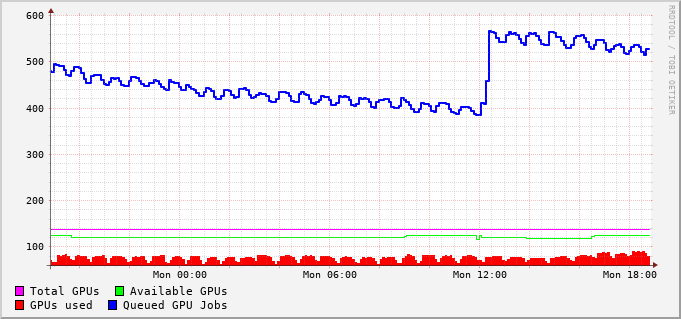 600
500
400
300
200
100
Mon 00:00 Mon 06:00 Mon 12:00 Mon 18:00
Total GPUs Available GPUs
GPUs used Queued GPU Jobs
RRDTOOL / TOBI OETIKER